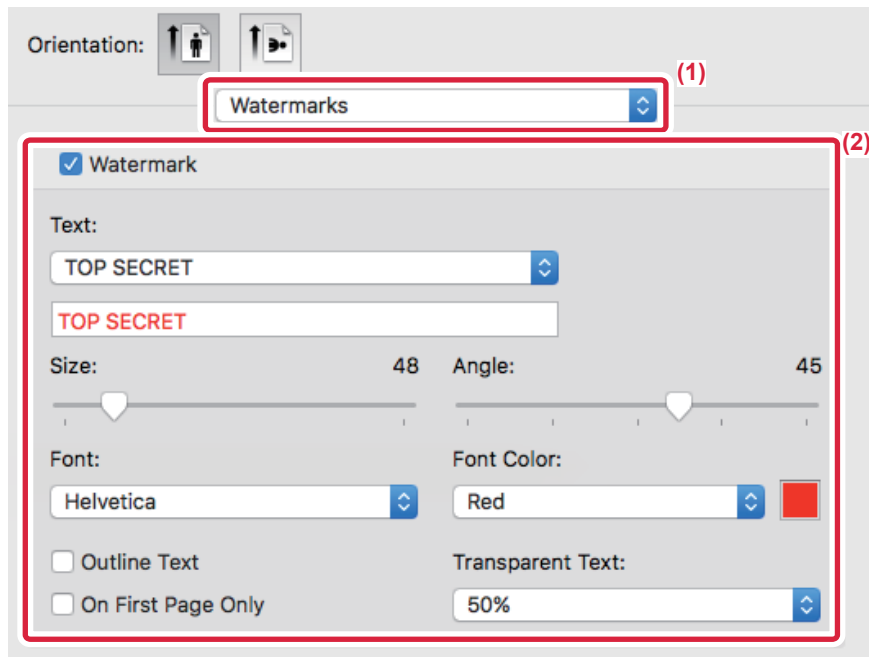 Orientation:
(1)
Watermarks
(2)
Watermark
Text:
TOP SECRET
TOP SECRET
Size: 48 Angle: 45
Font: Font Color:
Helvetica Red
Outline Text Transparent Text:
On First Page Only 50%